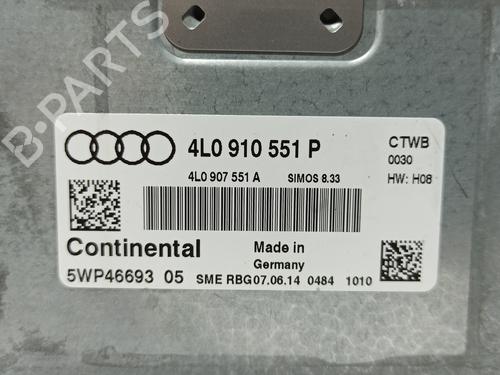 B-PARTS
4L0 910 551 P
CTWB
0030
4L0 907 551 A
SIMOS 8.33
HW: H08
Continental
Made in
Germany
5WP46693 05
SME RBG07.06.14 0484 1010